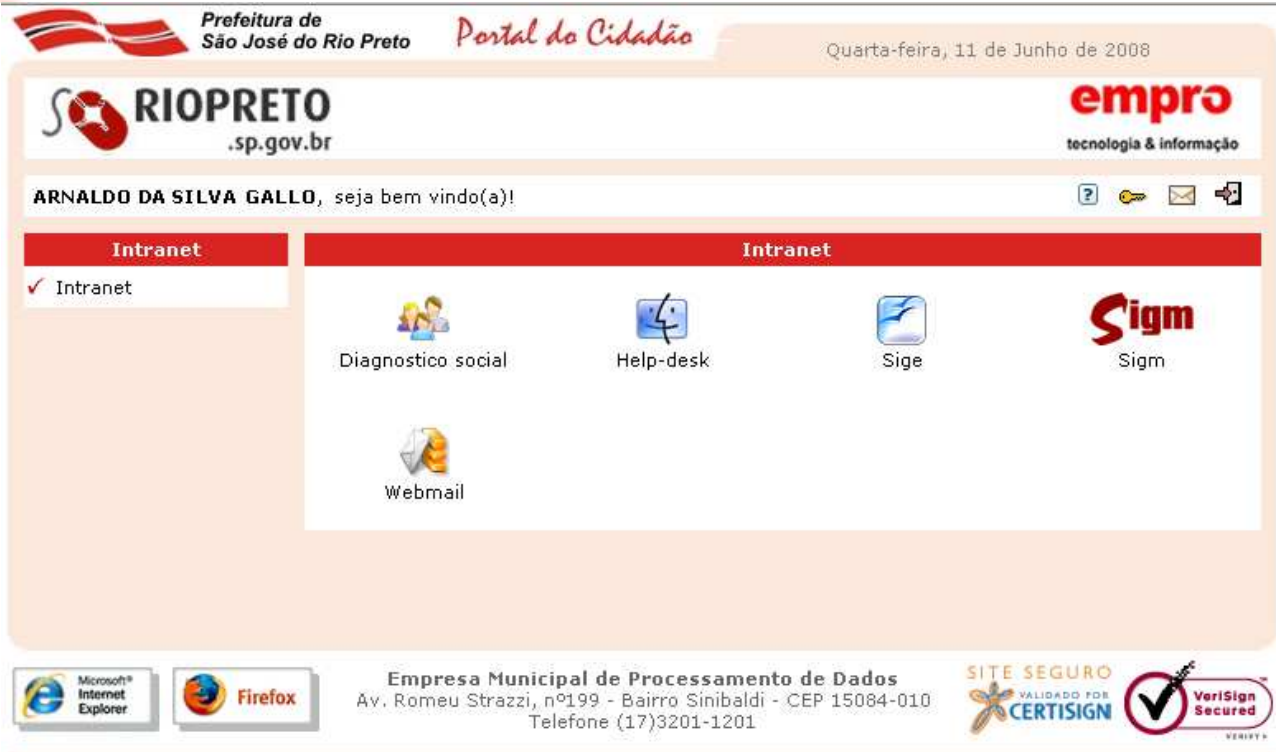 Prefeitura de
São José do Rio Preto
Portal do Cidadão
Quarta-feira, 11 de Junho de 2008
RIOPRETO
.sp.gov.br
empro
tecnologia & informação
ARNALDO DA SILVA GALLO, seja bem vindo(a)!
Intranet
Intranet
Intranet
Diagnostico social
Help-desk
Sige
Sigm
Sigm
Webmail
Microsoft®
Internet
Explorer
Firefox
Empresa Municipal de Processamento de Dados
Av. Romeu Strazzi, nº199 - Bairro Sinibaldi - CEP 15084-010
Telefone (17)3201-1201
SITE SEGURO
VALIDADO POR
CERTISIGN
VeriSign
Secured
VERIFY